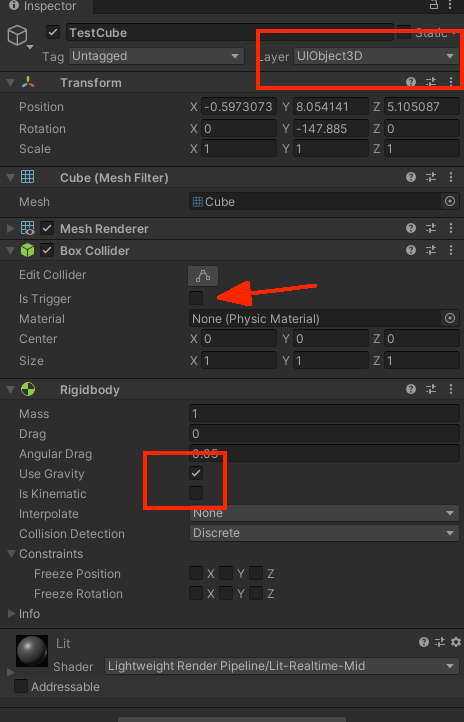 Inspector
TestCube Static
Tag Untagged Layer UIObject3D
Transform
Position X -0.5973073 Y 8.054141 Z 5.105087
Rotation X 0 Y -147.885 Z 0
Scale X 1 Y 1 Z 1
Cube (Mesh Filter)
Mesh Cube
Mesh Renderer
Box Collider
Edit Collider
Is Trigger
Material None (Physic Material)
Center X 0 Y 0 Z 0
Size X 1 Y 1 Z 1
Rigidbody
Mass 1
Drag 0
Angular Drag 0.05
Use Gravity
Is Kinematic
Interpolate None
Collision Detection Discrete
Constraints
Freeze Position X Y Z
Freeze Rotation X Y Z
Info
Lit
Shader Lightweight Render Pipeline/Lit-Realtime-Mid
Addressable